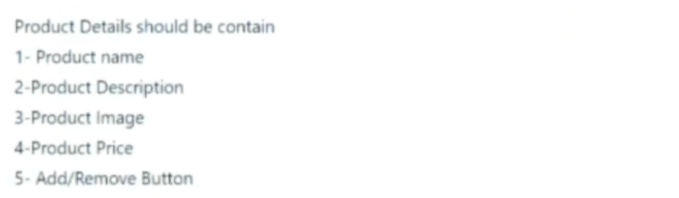 Product Details should be contain
1- Product name
2-Product Description
3-Product Image
4-Product Price
5- Add/Remove Button